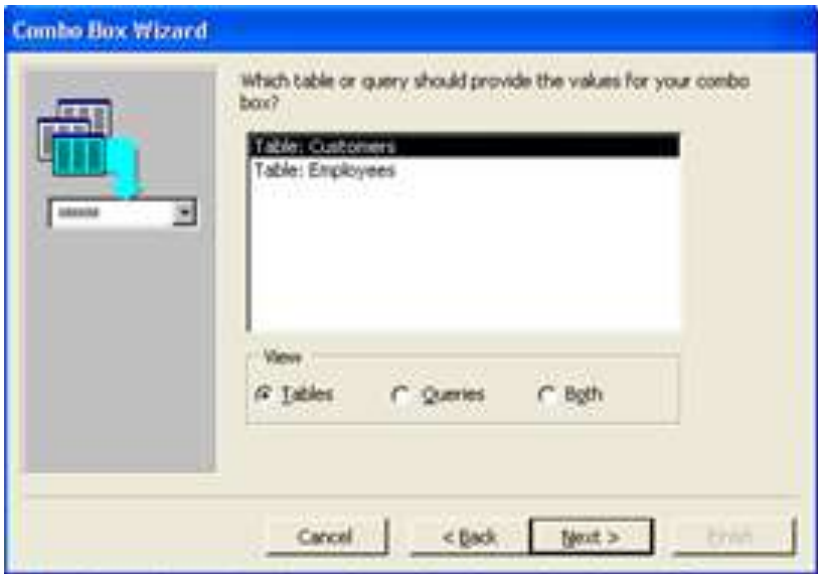 Combo Box Wizard
Which table or query should provide the values for your combo
box?
Table: Customers
Table: Employees
View
Tables
Queries
Both
Cancel
< Back
Next >
Finish